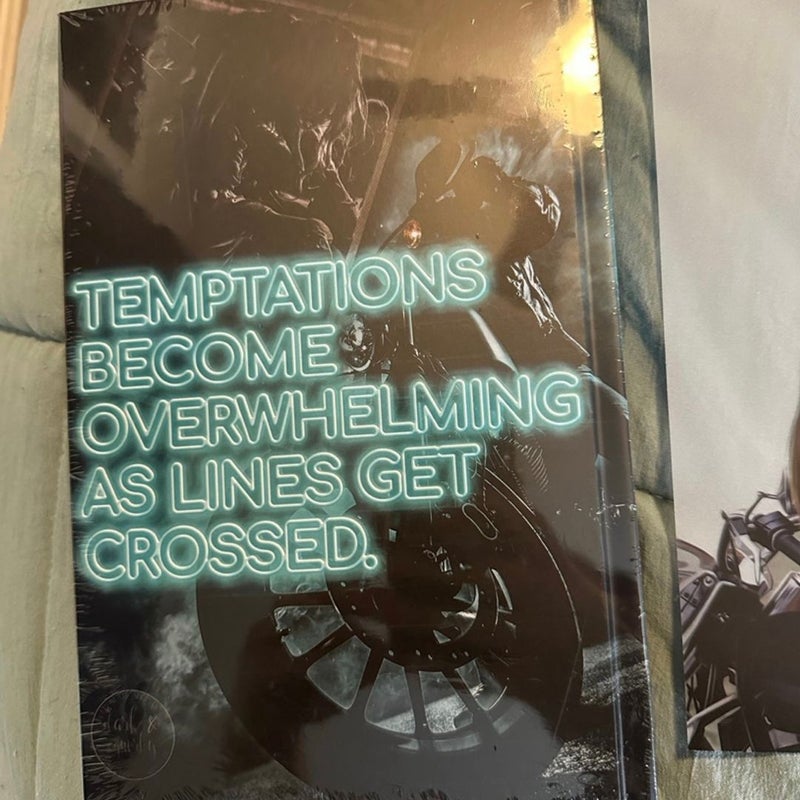 TEMPTATIONS
BECOME
OVERWHELMING
AS LINES GET
CROSSED.